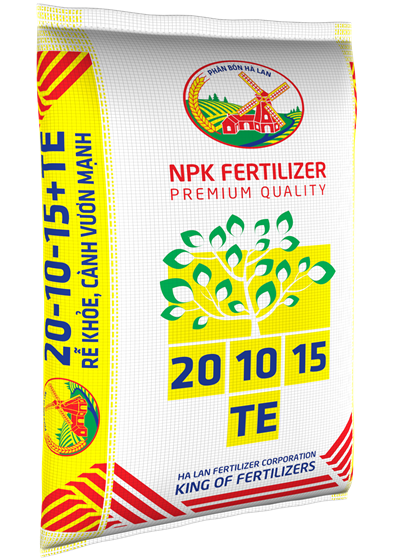 PHÂN BÓN HÀ LAN
NPK FERTILIZER
PREMIUM QUALITY
20 10 15
TE
HA LAN FERTILIZER CORPORATION
KING OF FERTILIZERS
20-10-15+TE
RỄ KHỎE, CÀNH VƯƠN MẠNH